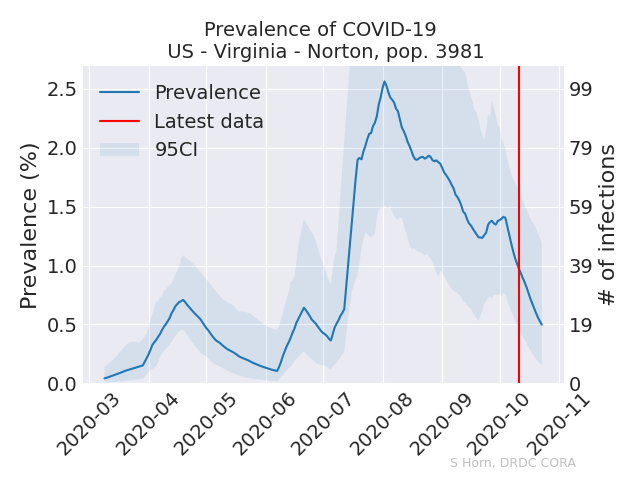 Prevalence of COVID-19
US - Virginia - Norton, pop. 3981
Prevalence
Latest data
95CI
Prevalence (%)
2.5
2.0
1.5
1.0
0.5
0.0
99
79
59
39
19
0
# of infections
2020-03
2020-04
2020-05
2020-06
2020-07
2020-08
2020-09
2020-10
2020-11
S Horn, DRDC CORA